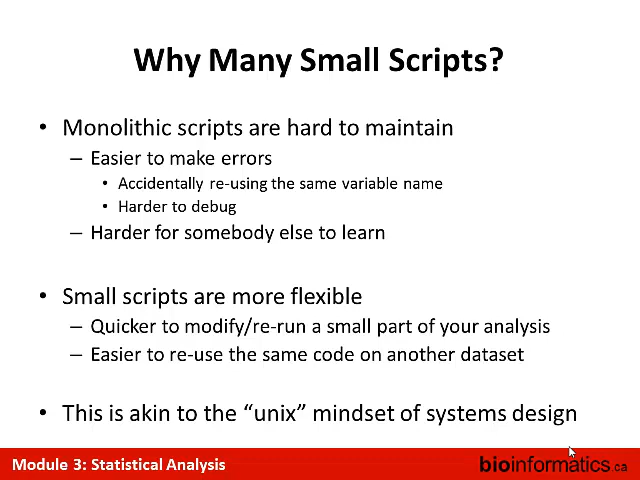 Why Many Small Scripts?
• Monolithic scripts are hard to maintain
– Easier to make errors
• Accidentally re-using the same variable name
• Harder to debug
– Harder for somebody else to learn
• Small scripts are more flexible
– Quicker to modify/re-run a small part of your analysis
– Easier to re-use the same code on another dataset
• This is akin to the “unix” mindset of systems design
Module 3: Statistical Analysis
bioinformatics.ca